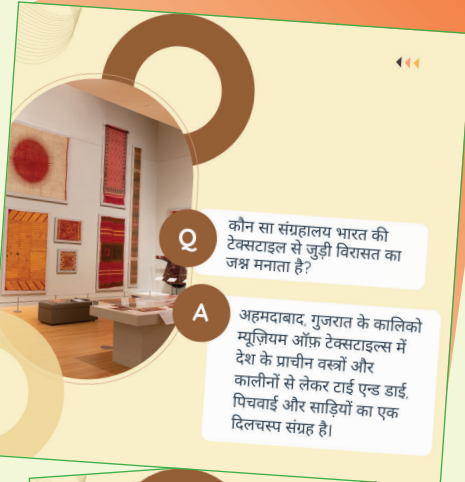 Q
कौन सा संग्रहालय भारत की
टेक्सटाइल से जुड़ी विरासत का
जश्न मनाता है?
A
अहमदाबाद, गुजरात के कालिको
म्यूज़ियम ऑफ़ टेक्सटाइल्स में
देश के प्राचीन वस्त्रों और
कालीनों से लेकर टाई एन्ड डाई,
पिचवाई और साड़ियों का एक
दिलचस्प संग्रह है।